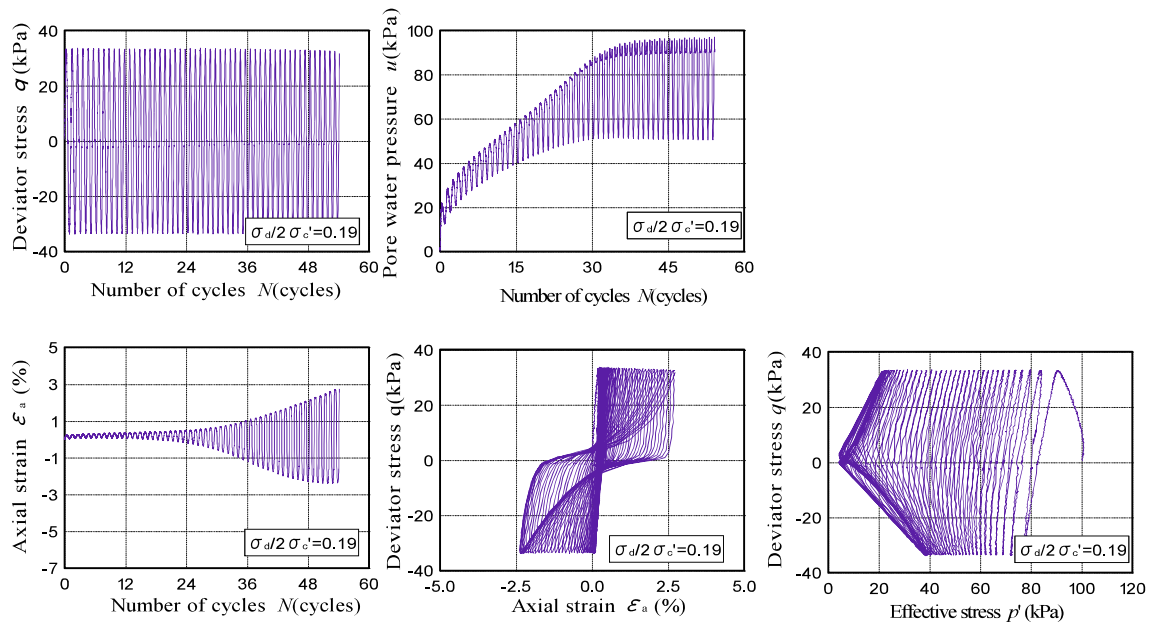 Deviator stress q (kPa)
40
20
0
-20
-40
0 12 24 36 48 60
σd/2σc'=0.19
Number of cycles N(cycles)
Pore water pressure u(kPa)
100
80
60
40
20
0
0 15 30 45 60
σd/2σc'=0.19
Number of cycles N(cycles)
Axial strain εa (%)
5
3
1
-1
-3
-5
-7
0 12 24 36 48 60
σd/2σc'=0.19
Number of cycles N(cycles)
Deviator stress q(kPa)
40
20
0
-20
-40
-5.0 -2.5 0.0 2.5 5.0
σd/2σc'=0.19
Axial strain εa (%)
Deviator stress q(kPa)
40
20
0
-20
-40
0 20 40 60 80 100 120
σd/2σc'=0.19
Effective stress p' (kPa)